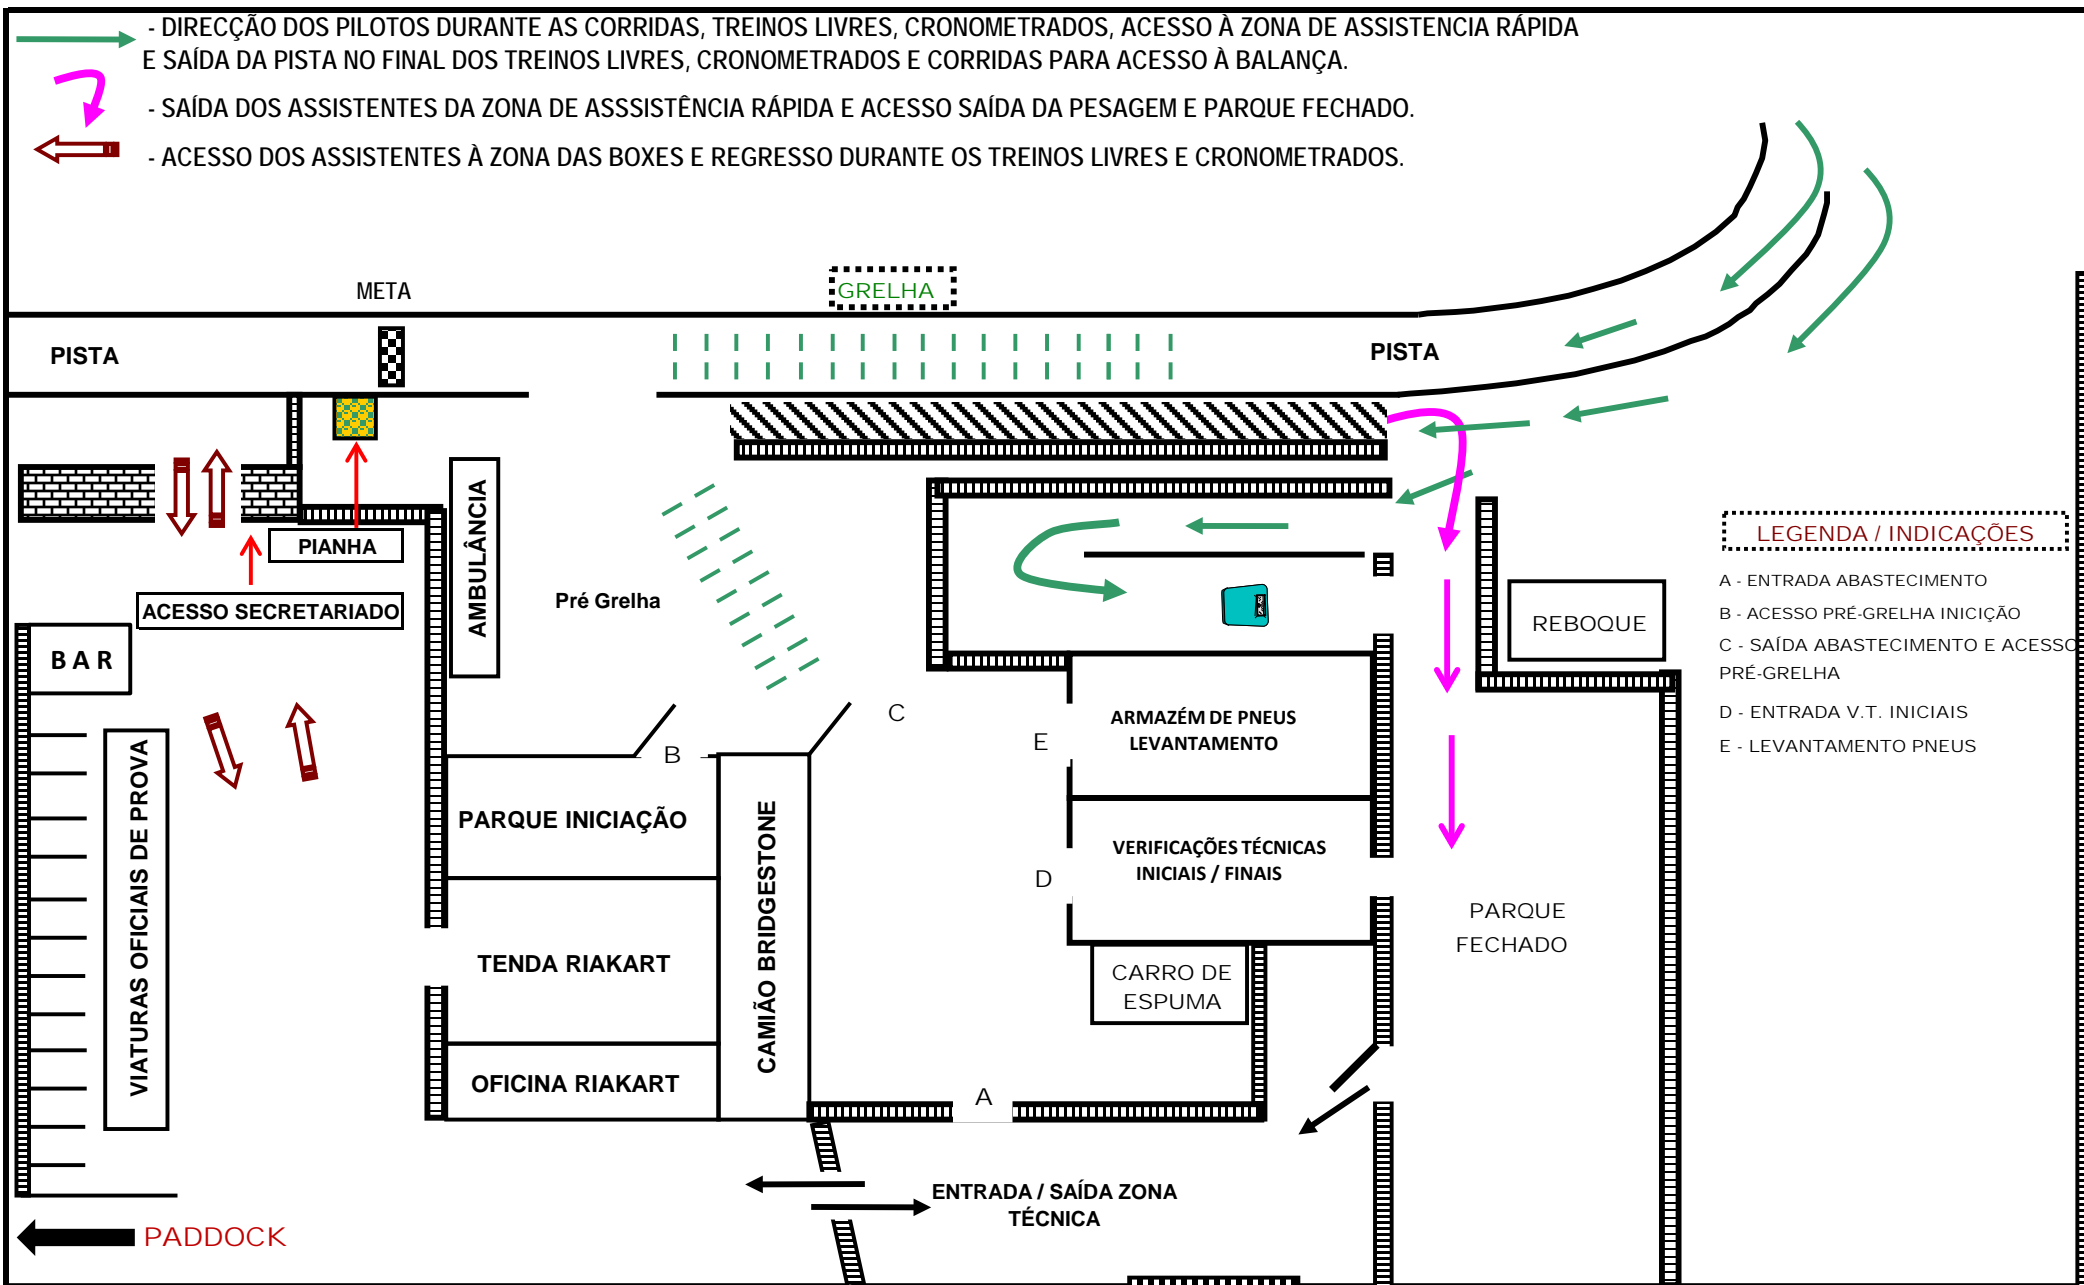 - DIRECÇÃO DOS PILOTOS DURANTE AS CORRIDAS, TREINOS LIVRES, CRONOMETRADOS, ACESSO À ZONA DE ASSISTENCIA RÁPIDA
E SAÍDA DA PISTA NO FINAL DOS TREINOS LIVRES, CRONOMETRADOS E CORRIDAS PARA ACESSO À BALANÇA.
- SAÍDA DOS ASSISTENTES DA ZONA DE ASSSISTÊNCIA RÁPIDA E ACESSO SAÍDA DA PESAGEM E PARQUE FECHADO.
- ACESSO DOS ASSISTENTES À ZONA DAS BOXES E REGRESSO DURANTE OS TREINOS LIVRES E CRONOMETRADOS.
META
GRELHA
PISTA
PISTA
PIANHA
ACESSO SECRETARIADO
BAR
AMBULÂNCIA
Pré Grelha
VIATURAS OFICIAIS DE PROVA
B
C
PARQUE INICIAÇÃO
TENDA RIAKART
OFICINA RIAKART
CAMIÃO BRIDGESTONE
E
ARMAZÉM DE PNEUS
LEVANTAMENTO
D
VERIFICAÇÕES TÉCNICAS
INICIAIS / FINAIS
CARRO DE
ESPUMA
A
REBOQUE
PARQUE
FECHADO
LEGENDA / INDICAÇÕES
A - ENTRADA ABASTECIMENTO
B - ACESSO PRÉ-GRELHA INICIÇÃO
C - SAÍDA ABASTECIMENTO E ACESSO
PRÉ-GRELHA
D - ENTRADA V.T. INICIAIS
E - LEVANTAMENTO PNEUS
ENTRADA / SAÍDA ZONA
TÉCNICA
PADDOCK